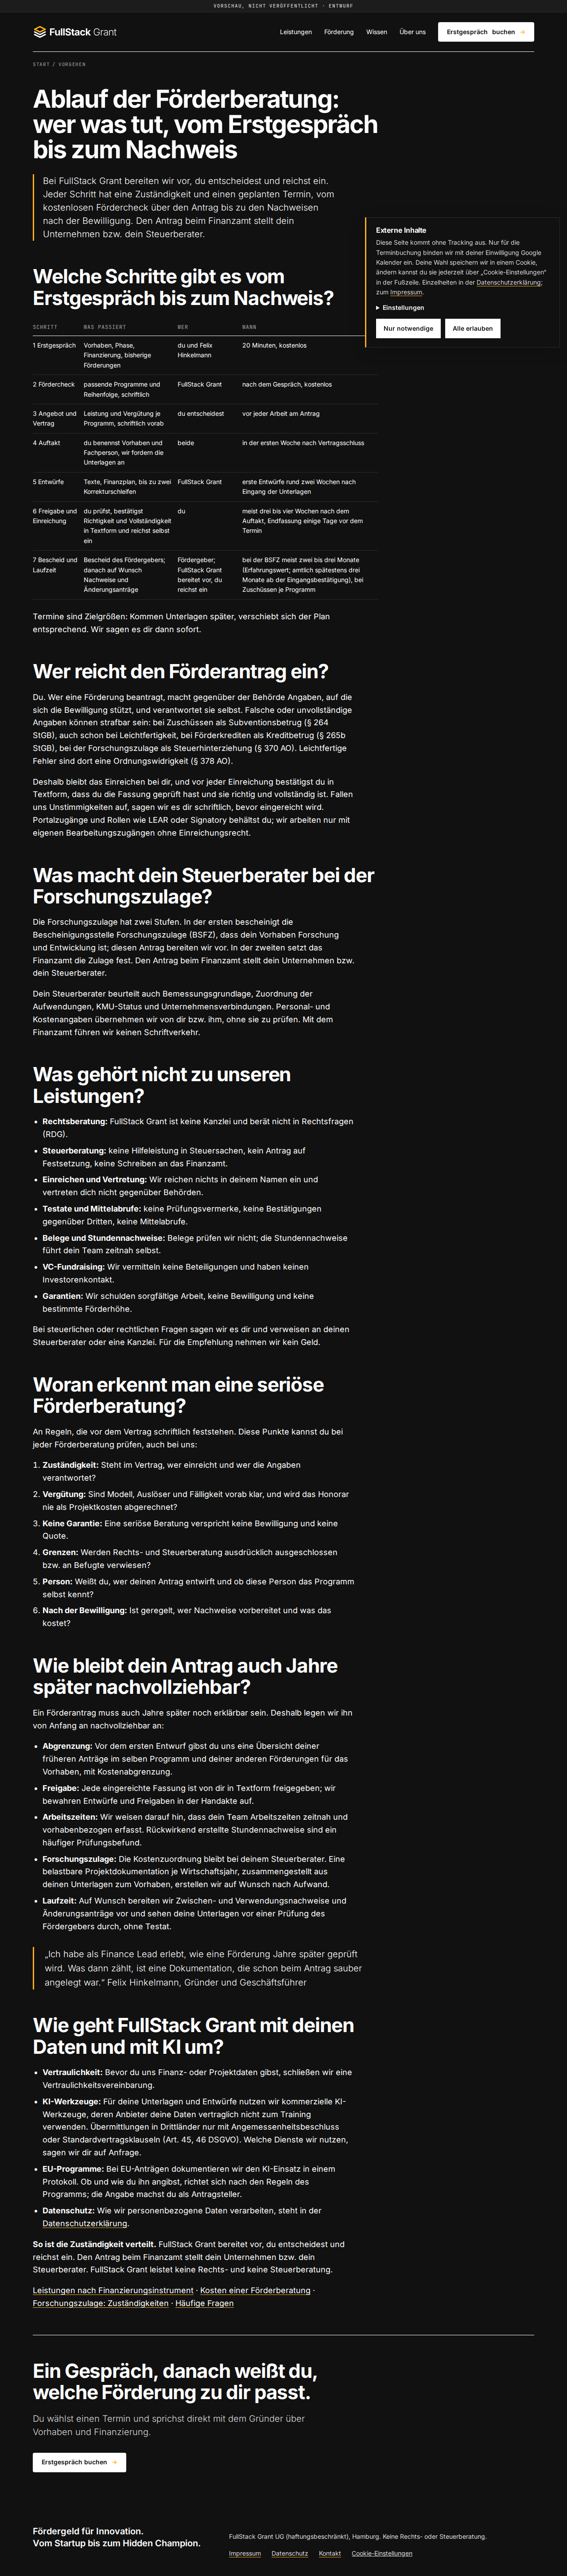 VORSCHAU, NICHT VERÖFFENTLICHT · ENTWURF
FullStack Grant
Leistungen Förderung Wissen Über uns Erstgespräch buchen →
START / VORGEHEN
Ablauf der Förderberatung:
wer was tut, vom Erstgespräch
bis zum Nachweis
Bei FullStack Grant bereiten wir vor, du entscheidest und reichst ein.
Jeder Schritt hat eine Zuständigkeit und einen geplanten Termin, vom
kostenlosen Fördercheck über den Antrag bis zu den Nachweisen
nach der Bewilligung. Den Antrag beim Finanzamt stellt dein
Unternehmen bzw. dein Steuerberater.
Externe Inhalte
Diese Seite kommt ohne Tracking aus. Nur für die
Terminbuchung binden wir mit deiner Einwilligung Google
Kalender ein. Deine Wahl speichern wir in einem Cookie,
ändern kannst du sie jederzeit über „Cookie-Einstellungen“
in der Fußzeile. Einzelheiten in der Datenschutzerklärung;
zum Impressum.
▶ Einstellungen
Nur notwendige Alle erlauben
Welche Schritte gibt es vom
Erstgespräch bis zum Nachweis?
SCHRITT WAS PASSIERT WER WANN
1 Erstgespräch Vorhaben, Phase, du und Felix 20 Minuten, kostenlos
Finanzierung, bisherige Hinkelmann
Förderungen
2 Fördercheck passende Programme und FullStack Grant nach dem Gespräch, kostenlos
Reihenfolge, schriftlich
3 Angebot und Leistung und Vergütung je du entscheidest vor jeder Arbeit am Antrag
Vertrag Programm, schriftlich vorab
4 Auftakt du benennst Vorhaben und beide in der ersten Woche nach Vertragsschluss
Fachperson, wir fordern die
Unterlagen an
5 Entwürfe Texte, Finanzplan, bis zu zwei FullStack Grant erste Entwürfe rund zwei Wochen nach
Korrekturschleifen Eingang der Unterlagen
6 Freigabe und du prüfst, bestätigst du meist drei bis vier Wochen nach dem
Einreichung Richtigkeit und Vollständigkeit Auftakt, Endfassung einige Tage vor dem
in Textform und reichst selbst Termin
ein
7 Bescheid und Bescheid des Fördergebers; Fördergeber; bei der BSFZ meist zwei bis drei Monate
Laufzeit danach auf Wunsch FullStack Grant (Erfahrungswert; amtlich spätestens drei
Nachweise und bereitet vor, du Monate ab der Eingangsbestätigung), bei
Änderungsanträge reichst ein Zuschüssen je Programm
Termine sind Zielgrößen: Kommen Unterlagen später, verschiebt sich der Plan
entsprechend. Wir sagen es dir dann sofort.
Wer reicht den Förderantrag ein?
Du. Wer eine Förderung beantragt, macht gegenüber der Behörde Angaben, auf die
sich die Bewilligung stützt, und verantwortet sie selbst. Falsche oder unvollständige
Angaben können strafbar sein: bei Zuschüssen als Subventionsbetrug (§ 264
StGB), auch schon bei Leichtfertigkeit, bei Förderkrediten als Kreditbetrug (§ 265b
StGB), bei der Forschungszulage als Steuerhinterziehung (§ 370 AO). Leichtfertige
Fehler sind dort eine Ordnungswidrigkeit (§ 378 AO).
Deshalb bleibt das Einreichen bei dir, und vor jeder Einreichung bestätigst du in
Textform, dass du die Fassung geprüft hast und sie richtig und vollständig ist. Fallen
uns Unstimmigkeiten auf, sagen wir es dir schriftlich, bevor eingereicht wird.
Portalzugänge und Rollen wie LEAR oder Signatory behältst du; wir arbeiten nur mit
eigenen Bearbeitungszugängen ohne Einreichungsrecht.
Was macht dein Steuerberater bei der
Forschungszulage?
Die Forschungszulage hat zwei Stufen. In der ersten bescheinigt die
Bescheinigungsstelle Forschungszulage (BSFZ), dass dein Vorhaben Forschung
und Entwicklung ist; diesen Antrag bereiten wir vor. In der zweiten setzt das
Finanzamt die Zulage fest. Den Antrag beim Finanzamt stellt dein Unternehmen bzw.
dein Steuerberater.
Dein Steuerberater beurteilt auch Bemessungsgrundlage, Zuordnung der
Aufwendungen, KMU-Status und Unternehmensverbindungen. Personal- und
Kostenangaben übernehmen wir von dir bzw. ihm, ohne sie zu prüfen. Mit dem
Finanzamt führen wir keinen Schriftverkehr.
Was gehört nicht zu unseren
Leistungen?
• Rechtsberatung: FullStack Grant ist keine Kanzlei und berät nicht in Rechtsfragen
(RDG).
• Steuerberatung: keine Hilfeleistung in Steuersachen, kein Antrag auf
Festsetzung, keine Schreiben an das Finanzamt.
• Einreichen und Vertretung: Wir reichen nichts in deinem Namen ein und
vertreten dich nicht gegenüber Behörden.
• Testate und Mittelabrufe: keine Prüfungsvermerke, keine Bestätigungen
gegenüber Dritten, keine Mittelabrufe.
• Belege und Stundennachweise: Belege prüfen wir nicht; die Stundennachweise
führt dein Team zeitnah selbst.
• VC-Fundraising: Wir vermitteln keine Beteiligungen und haben keinen
Investorenkontakt.
• Garantien: Wir schulden sorgfältige Arbeit, keine Bewilligung und keine
bestimmte Förderhöhe.
Bei steuerlichen oder rechtlichen Fragen sagen wir es dir und verweisen an deinen
Steuerberater oder eine Kanzlei. Für die Empfehlung nehmen wir kein Geld.
Woran erkennt man eine seriöse
Förderberatung?
An Regeln, die vor dem Vertrag schriftlich feststehen. Diese Punkte kannst du bei
jeder Förderberatung prüfen, auch bei uns:
1. Zuständigkeit: Steht im Vertrag, wer einreicht und wer die Angaben
verantwortet?
2. Vergütung: Sind Modell, Auslöser und Fälligkeit vorab klar, und wird das Honorar
nie als Projektkosten abgerechnet?
3. Keine Garantie: Eine seriöse Beratung verspricht keine Bewilligung und keine
Quote.
4. Grenzen: Werden Rechts- und Steuerberatung ausdrücklich ausgeschlossen
bzw. an Befugte verwiesen?
5. Person: Weißt du, wer deinen Antrag entwirft und ob diese Person das Programm
selbst kennt?
6. Nach der Bewilligung: Ist geregelt, wer Nachweise vorbereitet und was das
kostet?
Wie bleibt dein Antrag auch Jahre
später nachvollziehbar?
Ein Förderantrag muss auch Jahre später noch erklärbar sein. Deshalb legen wir ihn
von Anfang an nachvollziehbar an:
• Abgrenzung: Vor dem ersten Entwurf gibst du uns eine Übersicht deiner
früheren Anträge im selben Programm und deiner anderen Förderungen für das
Vorhaben, mit Kostenabgrenzung.
• Freigabe: Jede eingereichte Fassung ist von dir in Textform freigegeben; wir
bewahren Entwürfe und Freigaben in der Handakte auf.
• Arbeitszeiten: Wir weisen darauf hin, dass dein Team Arbeitszeiten zeitnah und
vorhabenbezogen erfasst. Rückwirkend erstellte Stundennachweise sind ein
häufiger Prüfungsbefund.
• Forschungszulage: Die Kostenzuordnung bleibt bei deinem Steuerberater. Eine
belastbare Projektdokumentation je Wirtschaftsjahr, zusammengestellt aus
deinen Unterlagen zum Vorhaben, erstellen wir auf Wunsch nach Aufwand.
• Laufzeit: Auf Wunsch bereiten wir Zwischen- und Verwendungsnachweise und
Änderungsanträge vor und sehen deine Unterlagen vor einer Prüfung des
Fördergebers durch, ohne Testat.
„Ich habe als Finance Lead erlebt, wie eine Förderung Jahre später geprüft
wird. Was dann zählt, ist eine Dokumentation, die schon beim Antrag sauber
angelegt war.“ Felix Hinkelmann, Gründer und Geschäftsführer
Wie geht FullStack Grant mit deinen
Daten und mit KI um?
• Vertraulichkeit: Bevor du uns Finanz- oder Projektdaten gibst, schließen wir eine
Vertraulichkeitsvereinbarung.
• KI-Werkzeuge: Für deine Unterlagen und Entwürfe nutzen wir kommerzielle KI-
Werkzeuge, deren Anbieter deine Daten vertraglich nicht zum Training
verwenden. Übermittlungen in Drittländer nur mit Angemessenheitsbeschluss
oder Standardvertragsklauseln (Art. 45, 46 DSGVO). Welche Dienste wir nutzen,
sagen wir dir auf Anfrage.
• EU-Programme: Bei EU-Anträgen dokumentieren wir den KI-Einsatz in einem
Protokoll. Ob und wie du ihn angibst, richtet sich nach den Regeln des
Programms; die Angabe machst du als Antragsteller.
• Datenschutz: Wie wir personenbezogene Daten verarbeiten, steht in der
Datenschutzerklärung.
So ist die Zuständigkeit verteilt. FullStack Grant bereitet vor, du entscheidest und
reichst ein. Den Antrag beim Finanzamt stellt dein Unternehmen bzw. dein
Steuerberater. FullStack Grant leistet keine Rechts- und keine Steuerberatung.
Leistungen nach Finanzierungsinstrument · Kosten einer Förderberatung ·
Forschungszulage: Zuständigkeiten · Häufige Fragen
Ein Gespräch, danach weißt du,
welche Förderung zu dir passt.
Du wählst einen Termin und sprichst direkt mit dem Gründer über
Vorhaben und Finanzierung.
Erstgespräch buchen →
Fördergeld für Innovation.
Vom Startup bis zum Hidden Champion.
FullStack Grant UG (haftungsbeschränkt), Hamburg. Keine Rechts- oder Steuerberatung.
Impressum Datenschutz Kontakt Cookie-Einstellungen